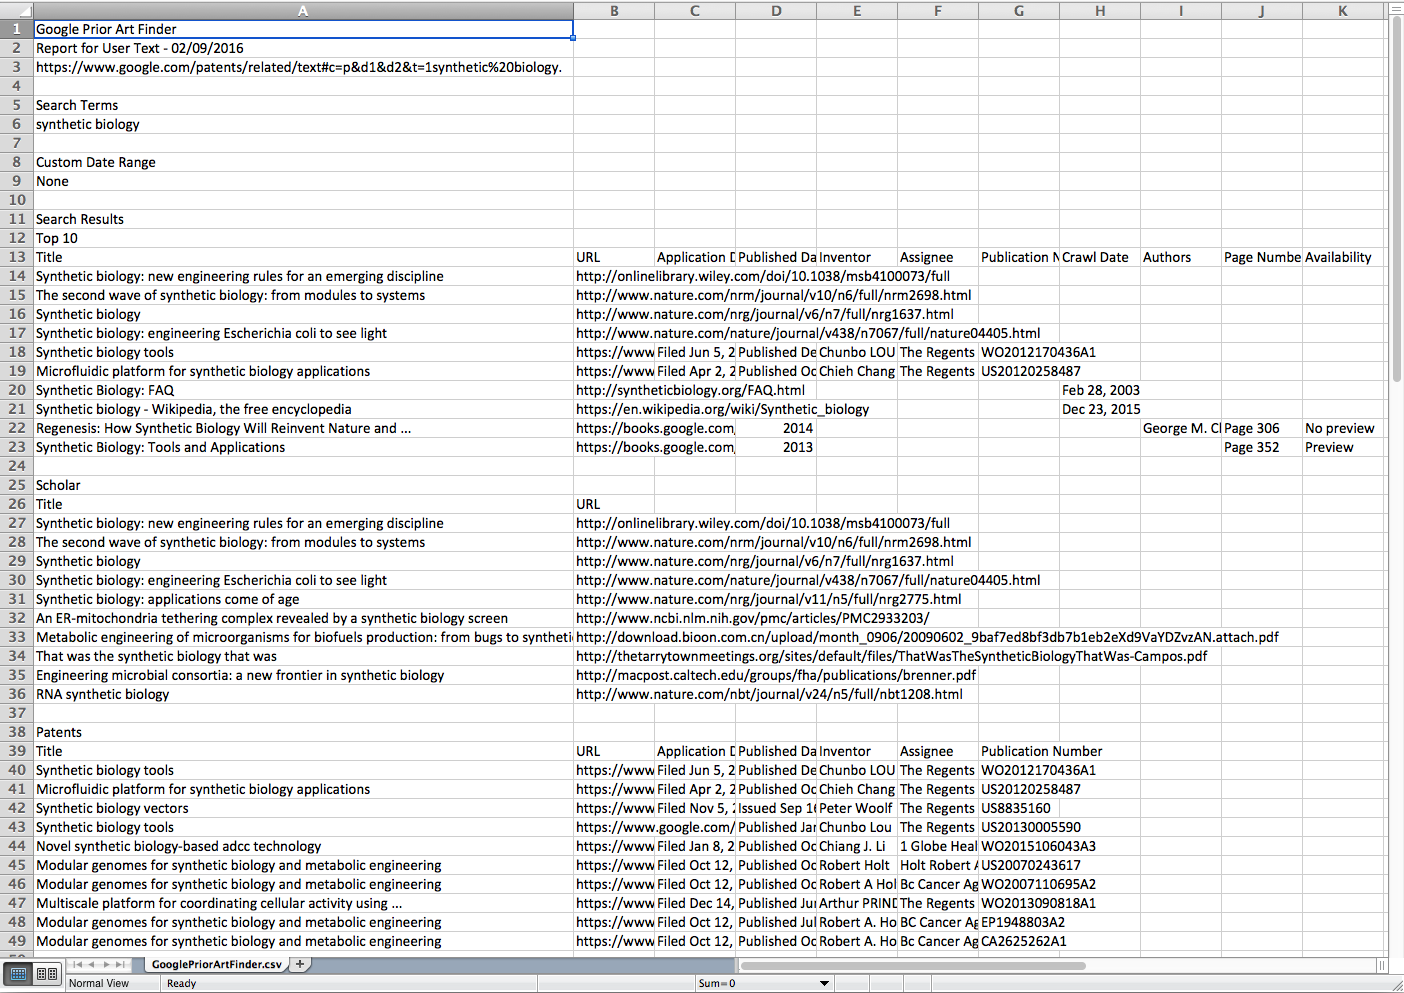 A B C D E F G H I J K
1 Google Prior Art Finder
2 Report for User Text - 02/09/2016
3 https://www.google.com/patents/related/text#c=p&d1&d2&t=1synthetic%20biology.
4
5 Search Terms
6 synthetic biology
7
8 Custom Date Range
9 None
10
11 Search Results
12 Top 10
13 Title URL Application D Published Da Inventor Assignee Publication N Crawl Date Authors Page Numbe Availability
14 Synthetic biology: new engineering rules for an emerging discipline http://onlinelibrary.wiley.com/doi/10.1038/msb4100073/full
15 The second wave of synthetic biology: from modules to systems http://www.nature.com/nrm/journal/v10/n6/full/nrm2698.html
16 Synthetic biology http://www.nature.com/nrg/journal/v6/n7/full/nrg1637.html
17 Synthetic biology: engineering Escherichia coli to see light http://www.nature.com/nature/journal/v438/n7067/full/nature04405.html
18 Synthetic biology tools https://www Filed Jun 5, 2 Published De Chunbo LOU The Regents WO2012170436A1
19 Microfluidic platform for synthetic biology applications https://www Filed Apr 2, 2 Published Oc Chieh Chang The Regents US20120258487
20 Synthetic Biology: FAQ http://syntheticbiology.org/FAQ.html Feb 28, 2003
21 Synthetic biology - Wikipedia, the free encyclopedia https://en.wikipedia.org/wiki/Synthetic_biology Dec 23, 2015
22 Regenesis: How Synthetic Biology Will Reinvent Nature and ... https://books.google.com, 2014 George M. Cl Page 306 No preview
23 Synthetic Biology: Tools and Applications https://books.google.com, 2013 Page 352 Preview
24
25 Scholar
26 Title URL
27 Synthetic biology: new engineering rules for an emerging discipline http://onlinelibrary.wiley.com/doi/10.1038/msb4100073/full
28 The second wave of synthetic biology: from modules to systems http://www.nature.com/nrm/journal/v10/n6/full/nrm2698.html
29 Synthetic biology http://www.nature.com/nrg/journal/v6/n7/full/nrg1637.html
30 Synthetic biology: engineering Escherichia coli to see light http://www.nature.com/nature/journal/v438/n7067/full/nature04405.html
31 Synthetic biology: applications come of age http://www.nature.com/nrg/journal/v11/n5/full/nrg2775.html
32 An ER-mitochondria tethering complex revealed by a synthetic biology screen http://www.ncbi.nlm.nih.gov/pmc/articles/PMC2933203/
33 Metabolic engineering of microorganisms for biofuels production: from bugs to syntheti http://download.bioon.com.cn/upload/month_0906/20090602_9baf7ed8bf3db7b1eb2eXd9VaYDZvzAN.attach.pdf
34 That was the synthetic biology that was http://thetarrytownmeetings.org/sites/default/files/ThatWasTheSyntheticBiologyThatWas-Campos.pdf
35 Engineering microbial consortia: a new frontier in synthetic biology http://macpost.caltech.edu/groups/fha/publications/brenner.pdf
36 RNA synthetic biology http://www.nature.com/nbt/journal/v24/n5/full/nbt1208.html
37
38 Patents
39 Title URL Application D Published Da Inventor Assignee Publication Number
40 Synthetic biology tools https://www Filed Jun 5, 2 Published De Chunbo LOU The Regents WO2012170436A1
41 Microfluidic platform for synthetic biology applications https://www Filed Apr 2, 2 Published Oc Chieh Chang The Regents US20120258487
42 Synthetic biology vectors https://www Filed Nov 5, 2 Issued Sep 16 Peter Woolf The Regents US8835160
43 Synthetic biology tools https://www.google.com/ Published Jan Chunbo Lou The Regents US20130005590
44 Novel synthetic biology-based adcc technology https://www Filed Jan 8, 2 Published Oc Chiang J. Li 1 Globe Heal WO2015106043A3
45 Modular genomes for synthetic biology and metabolic engineering https://www Filed Oct 12, Published Oc Robert Holt Holt Robert A US20070243617
46 Modular genomes for synthetic biology and metabolic engineering https://www Filed Oct 12, Published Oc Robert A Hol Bc Cancer Ag WO2007110695A2
47 Multiscale platform for coordinating cellular activity using ... https://www Filed Dec 14, Published Jun Arthur PRIND The Regents WO2013090818A1
48 Modular genomes for synthetic biology and metabolic engineering https://www Filed Oct 12, Published Jul Robert A. Ho BC Cancer Ag EP1948803A2
49 Modular genomes for synthetic biology and metabolic engineering https://www Filed Oct 12, Published Oc Robert A. Ho Bc Cancer Ag CA2625262A1
GooglePriorArtFinder.csv +
Normal View Ready Sum=0